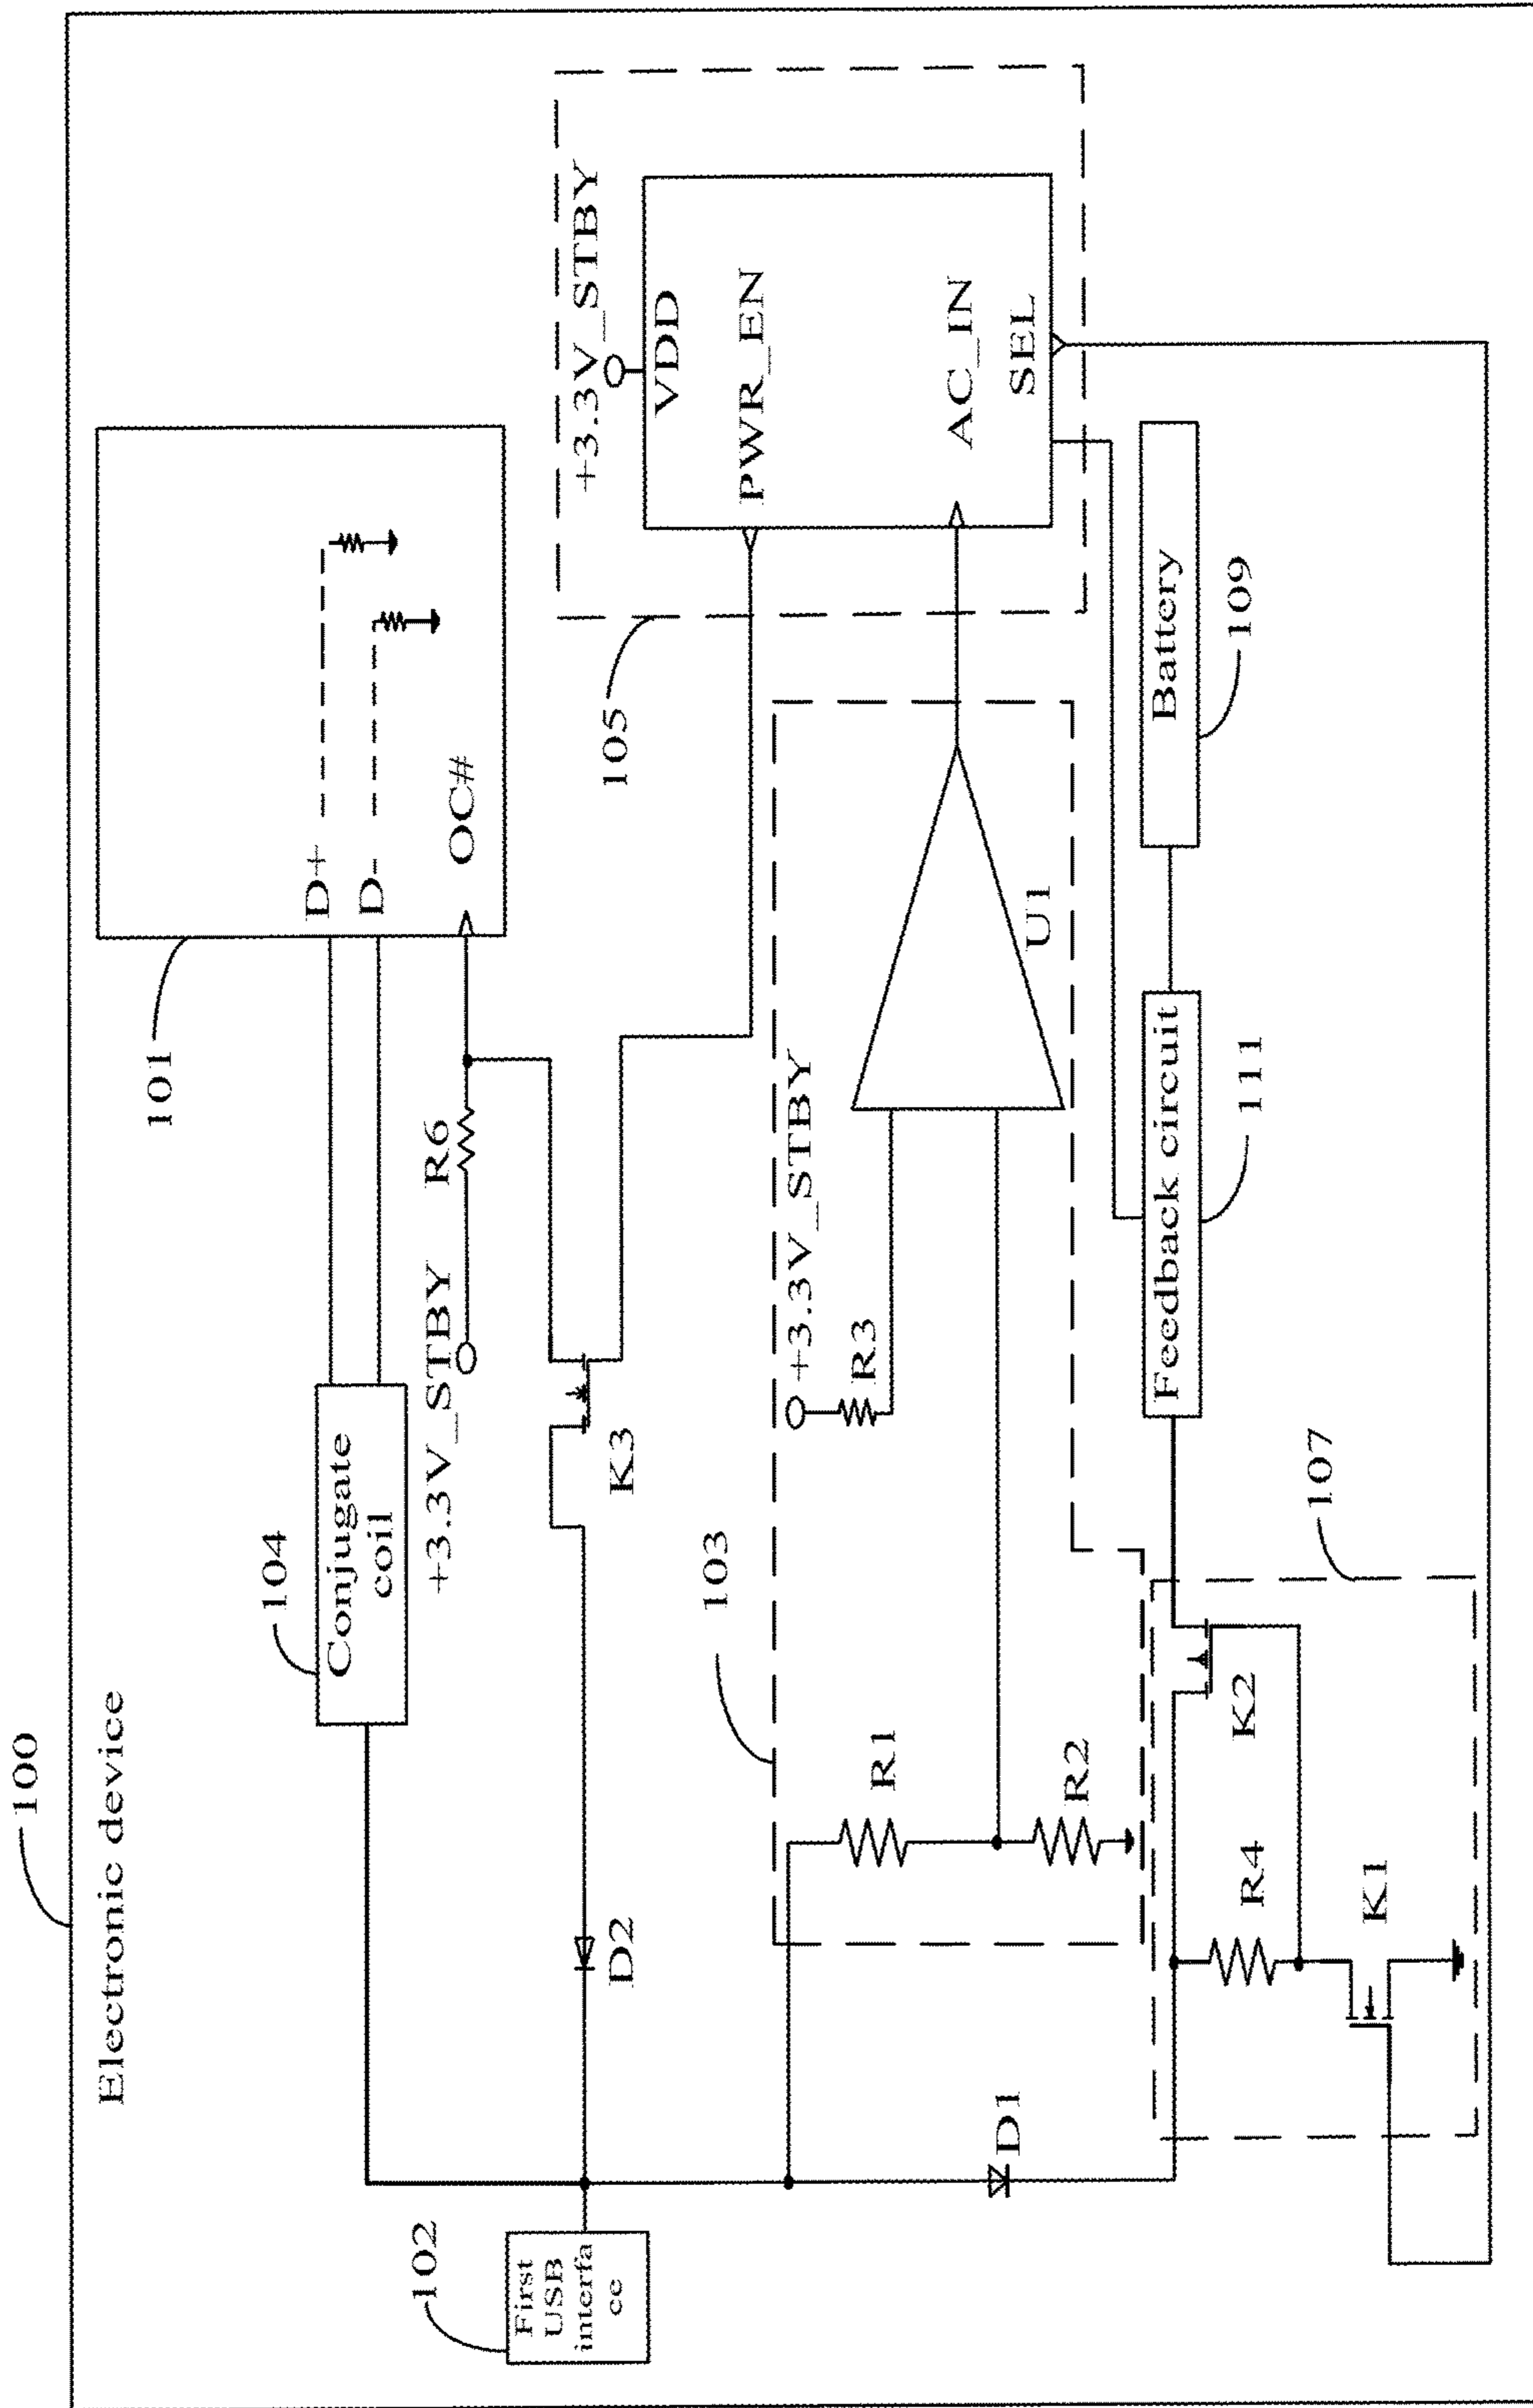 100
Electronic device
101
D+
D-
OC#
104
Conjugate
coil
+3.3V_STBY
R6
102
First
USB
interfa
ce
D2
K3
105
+3.3V_STBY
VDD
PWR_EN
AC_IN
SEL
103
+3.3V_STBY
R3
R1
R2
U1
D1
107
K2
R4
K1
Feedback circuit
111
Battery
109